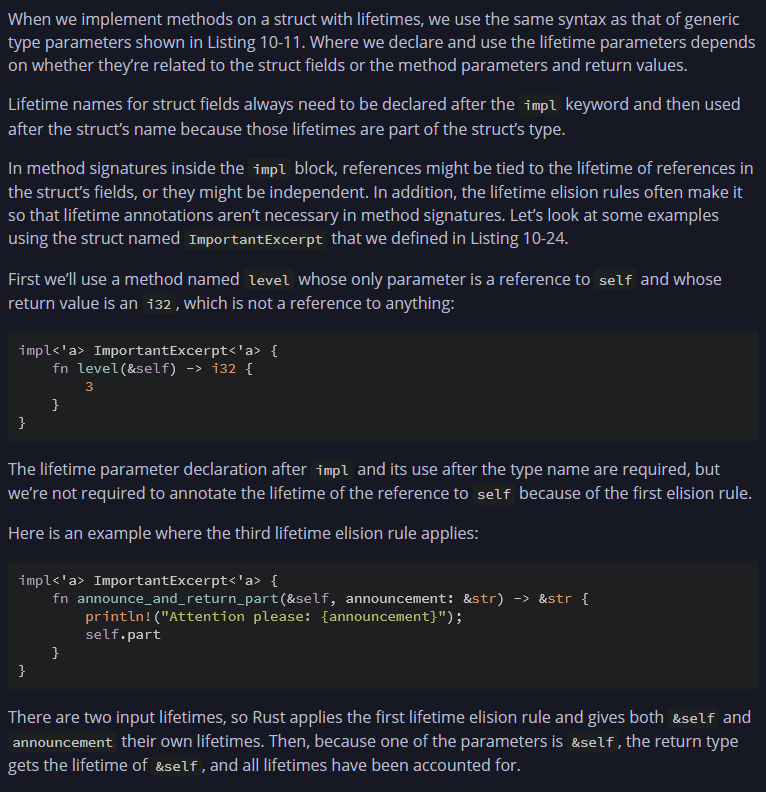 When we implement methods on a struct with lifetimes, we use the same syntax as that of generic
type parameters shown in Listing 10-11. Where we declare and use the lifetime parameters depends
on whether they’re related to the struct fields or the method parameters and return values.
Lifetime names for struct fields always need to be declared after the impl keyword and then used
after the struct’s name because those lifetimes are part of the struct’s type.
In method signatures inside the impl block, references might be tied to the lifetime of references in
the struct’s fields, or they might be independent. In addition, the lifetime elision rules often make it
so that lifetime annotations aren’t necessary in method signatures. Let’s look at some examples
using the struct named ImportantExcerpt that we defined in Listing 10-24.
First we’ll use a method named level whose only parameter is a reference to self and whose
return value is an i32, which is not a reference to anything:
impl<'a> ImportantExcerpt<'a> {
    fn level(&self) -> i32 {
        3
    }
}
The lifetime parameter declaration after impl and its use after the type name are required, but
we’re not required to annotate the lifetime of the reference to self because of the first elision rule.
Here is an example where the third lifetime elision rule applies:
impl<'a> ImportantExcerpt<'a> {
    fn announce_and_return_part(&self, announcement: &str) -> &str {
        println!("Attention please: {announcement}");
        self.part
    }
}
There are two input lifetimes, so Rust applies the first lifetime elision rule and gives both &self and
announcement their own lifetimes. Then, because one of the parameters is &self, the return type
gets the lifetime of &self, and all lifetimes have been accounted for.